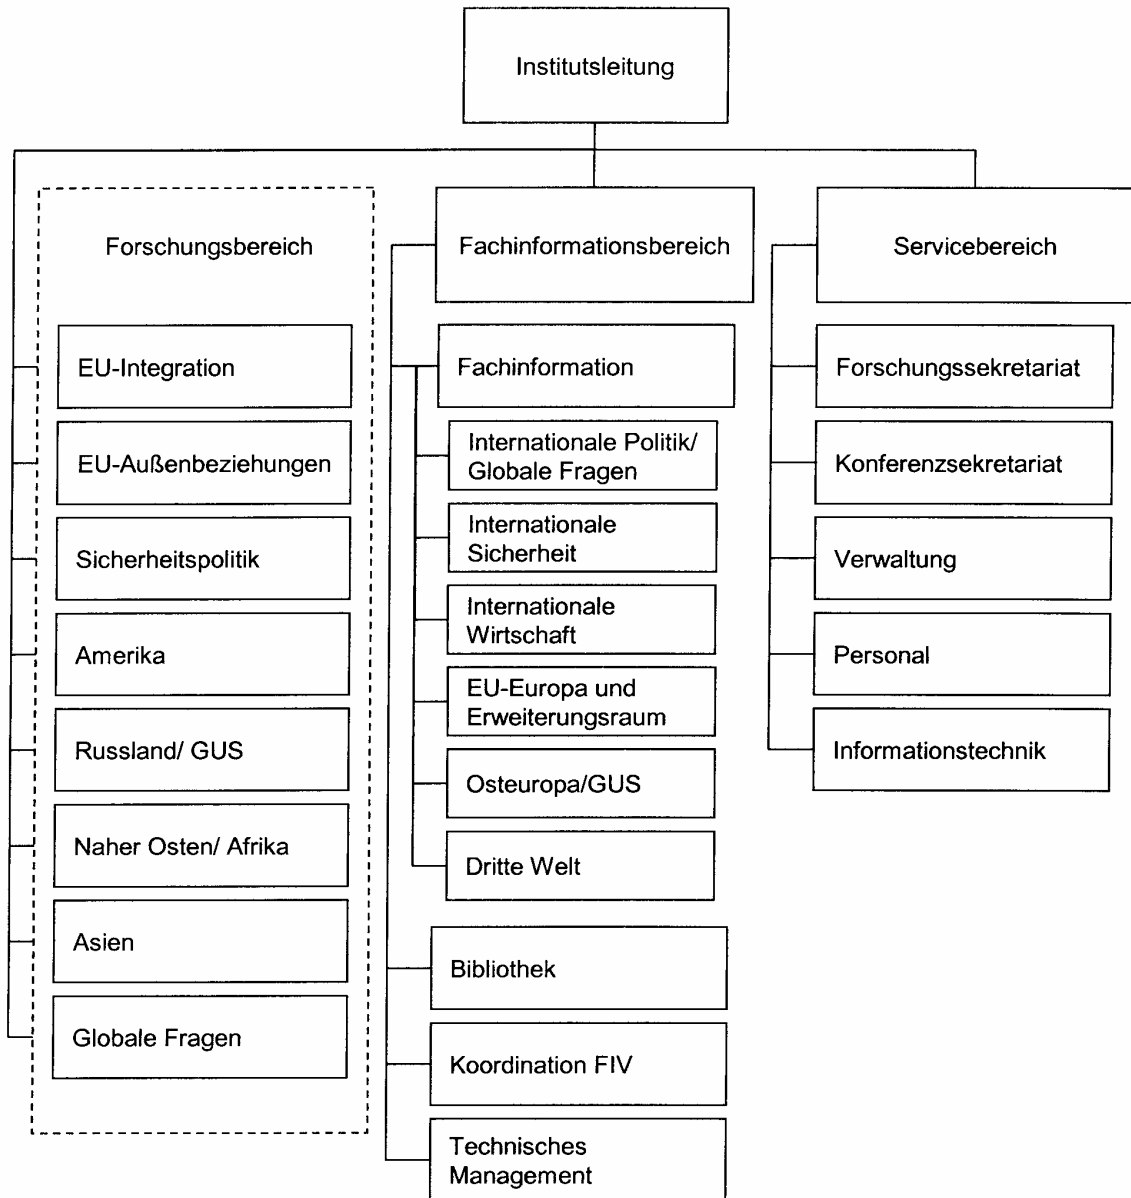 Institutsleitung
Forschungsbereich
EU-Integration
EU-Außenbeziehungen
Sicherheitspolitik
Amerika
Russland/ GUS
Naher Osten/ Afrika
Asien
Globale Fragen
Fachinformationsbereich
Fachinformation
Internationale Politik/
Globale Fragen
Internationale
Sicherheit
Internationale
Wirtschaft
EU-Europa und
Erweiterungsraum
Osteuropa/GUS
Dritte Welt
Bibliothek
Koordination FIV
Technisches
Management
Servicebereich
Forschungssekretariat
Konferenzsekretariat
Verwaltung
Personal
Informationstechnik